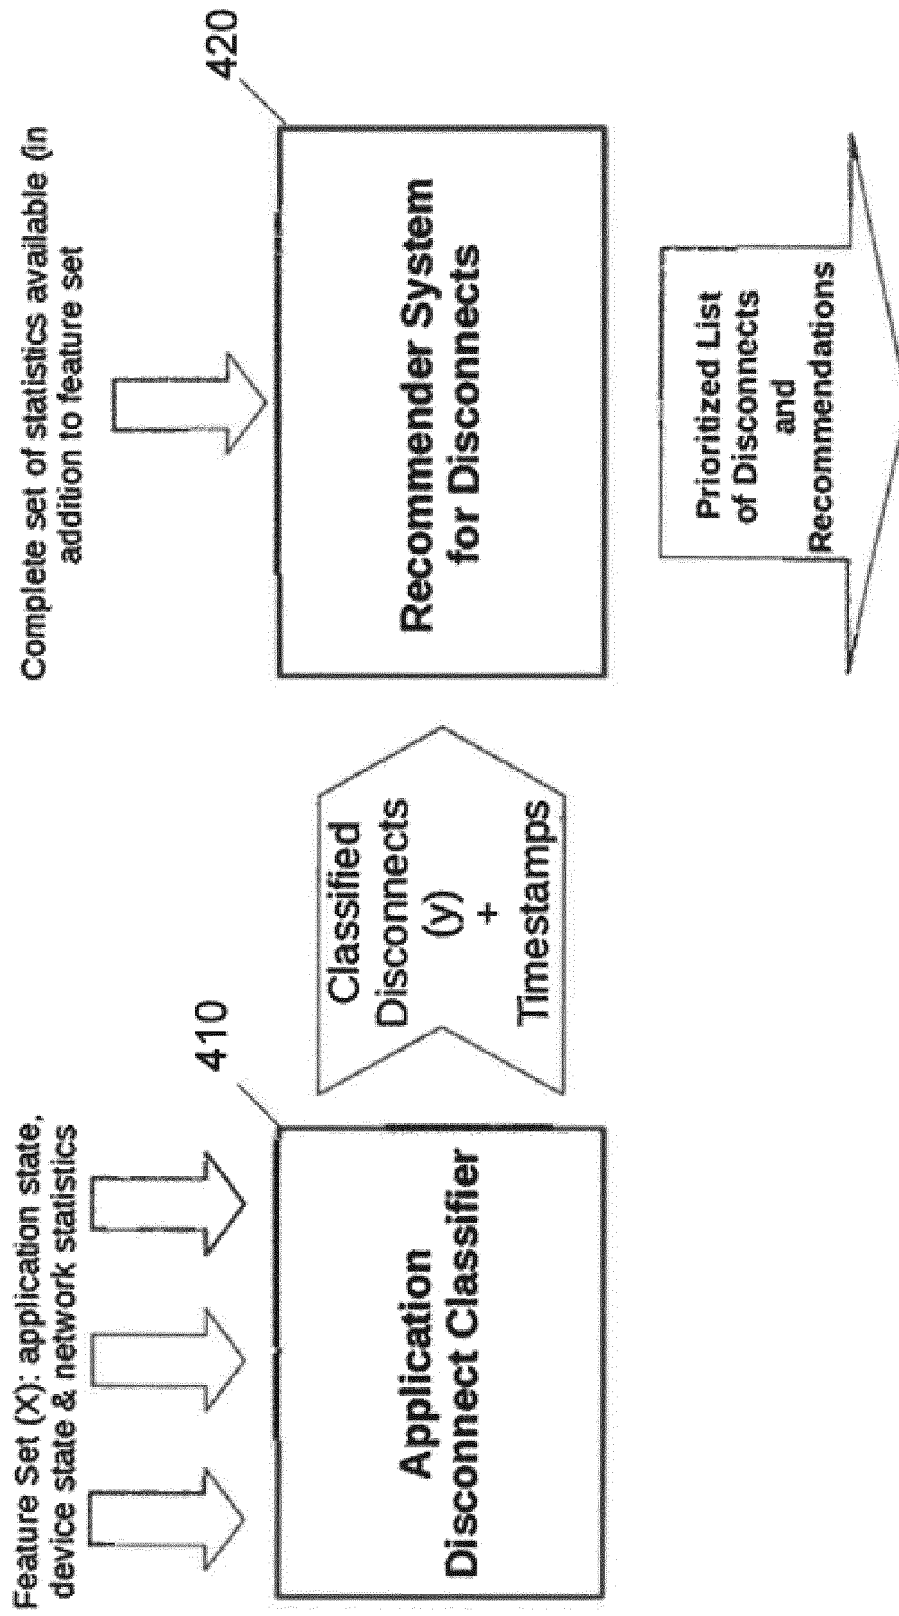 Feature Set (X): application state,
device state & network statistics
410
Application
Disconnect Classifier
Classified
Disconnects
(y)
+
Timestamps
Complete set of statistics available (in
addition to feature set
420
Recommender System
for Disconnects
Prioritized List
of Disconnects
and
Recommendations